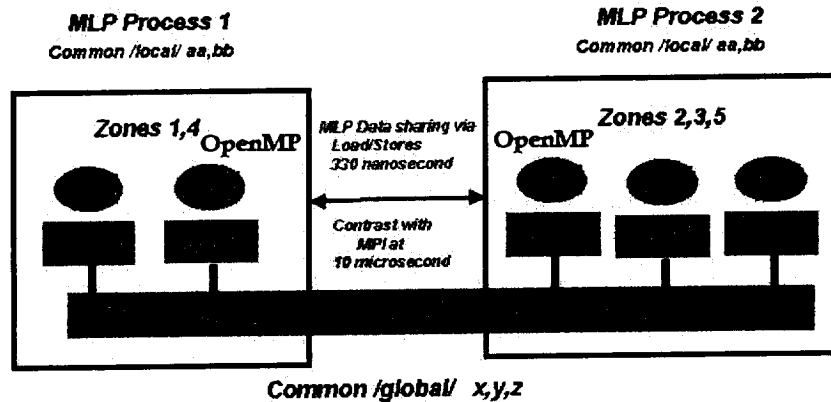 MLP Process 1
Common /local/ aa,bb
MLP Process 2
Common /local/ aa,bb
Zones 1,4
OpenMP
MLP Data sharing via
Load/Stores
330 nanosecond
Contrast with
MPI at
10 microsecond
Zones 2,3,5
OpenMP
Common /global/ x,y,z